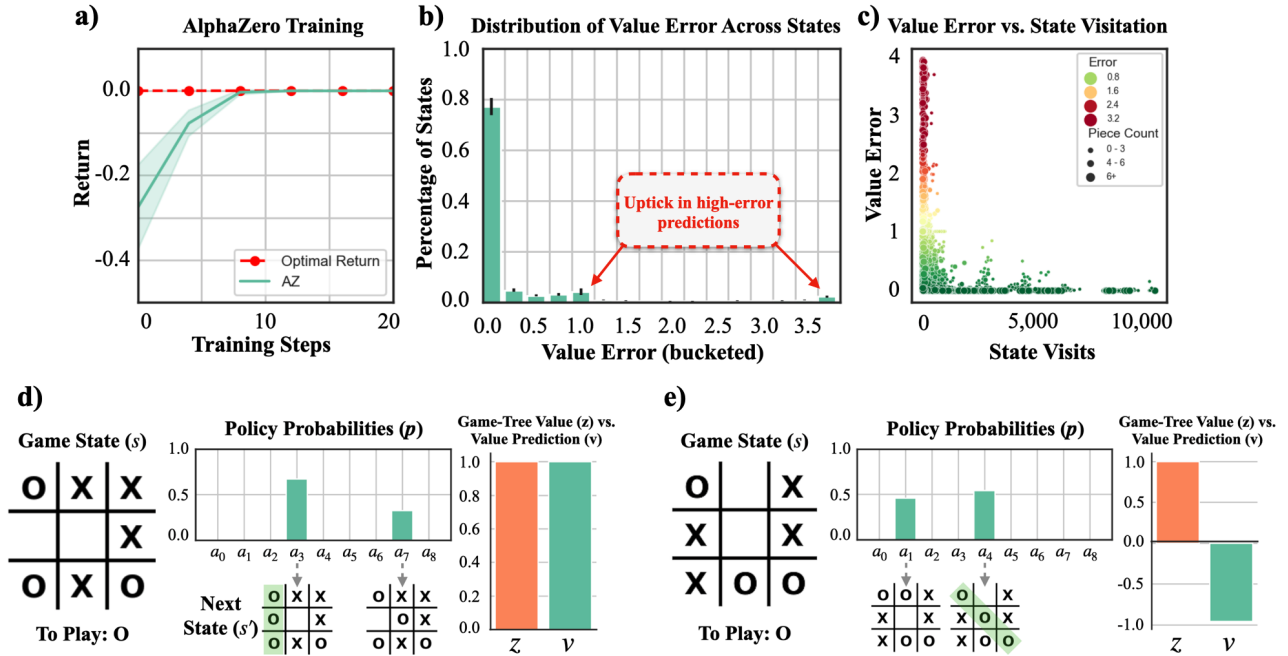 a)
AlphaZero Training
0.0
-0.2
-0.4
Return
Optimal Return
AZ
0
10
20
Training Steps
b)
Distribution of Value Error Across States
Percentage of States
0.8
0.6
0.4
0.2
0.0
Uptick in high-error
predictions
0.0 0.5 1.0 1.5 2.0 2.5 3.0 3.5
Value Error (bucketed)
c)
Value Error vs. State Visitation
Value Error
4
3
2
1
0
Error
0.8
1.6
2.4
3.2
Piece Count
0 - 3
4 - 6
6+
0 5,000 10,000
State Visits
d)
Game State (s)
O X X
X
O X O
To Play: O
Policy Probabilities (p)
1.0
0.5
0.0
a0 a1 a2 a3 a4 a5 a6 a7 a8
Next
State (s′)
O X X
O X
O X O
O X X
O X
O X O
Game-Tree Value (z) vs.
Value Prediction (v)
1.0
0.8
0.6
0.4
0.2
0.0
z v
e)
Game State (s)
O X
X X
X O O
To Play: O
Policy Probabilities (p)
1.0
0.5
0.0
a0 a1 a2 a3 a4 a5 a6 a7 a8
O O X
X X
X O O
O X
X O X
X O O
Game-Tree Value (z) vs.
Value Prediction (v)
1.0
0.5
0.0
-0.5
-1.0
z v